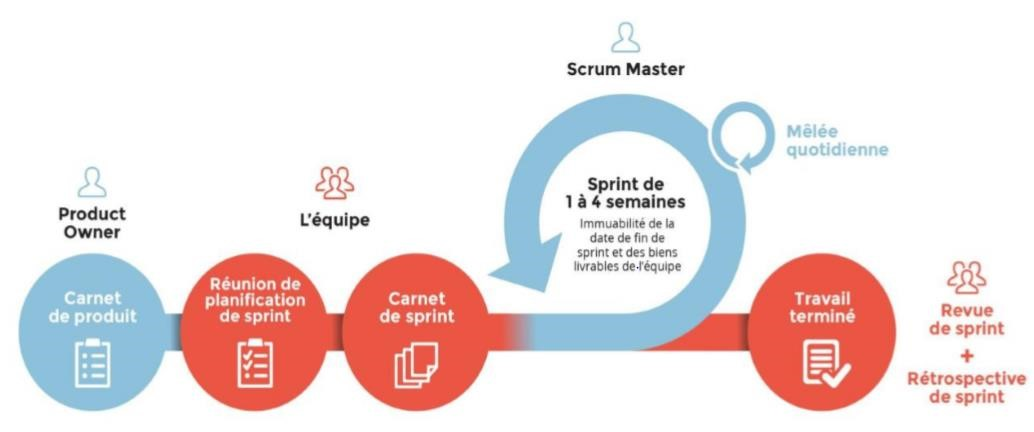 Scrum Master
Mêlée
quotidienne
Sprint de
1 à 4 semaines
Immuabilité de la
date de fin de
sprint et des biens
livrables de l'équipe
Product
Owner
L'équipe
Carnet
de produit
Réunion de
planification
de sprint
Carnet
de sprint
Travail
terminé
Revue
de sprint
+
Rétrospective
de sprint